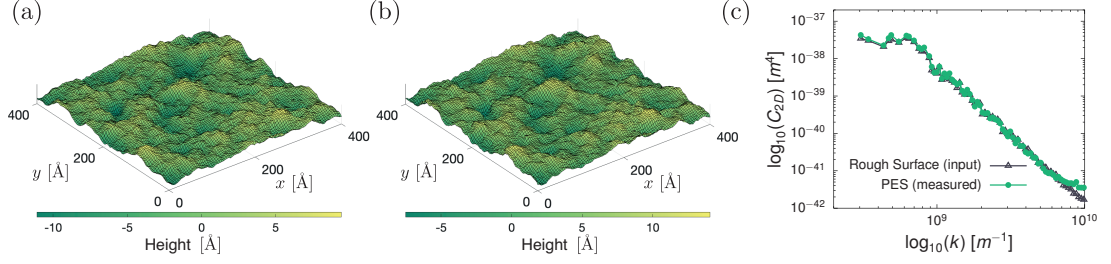 (a)
400
200
0
y [Å]
0
200
400
x [Å]
-10
-5
0
5
Height [Å]
(b)
400
200
0
y [Å]
0
200
400
x [Å]
-5
0
5
10
Height [Å]
(c)
log₁₀(C₂D) [m⁴]
10⁻³⁷
10⁻³⁸
10⁻³⁹
10⁻⁴⁰
10⁻⁴¹
10⁻⁴²
Rough Surface (input)
PES (measured)
10⁹
10¹⁰
log₁₀(k) [m⁻¹]